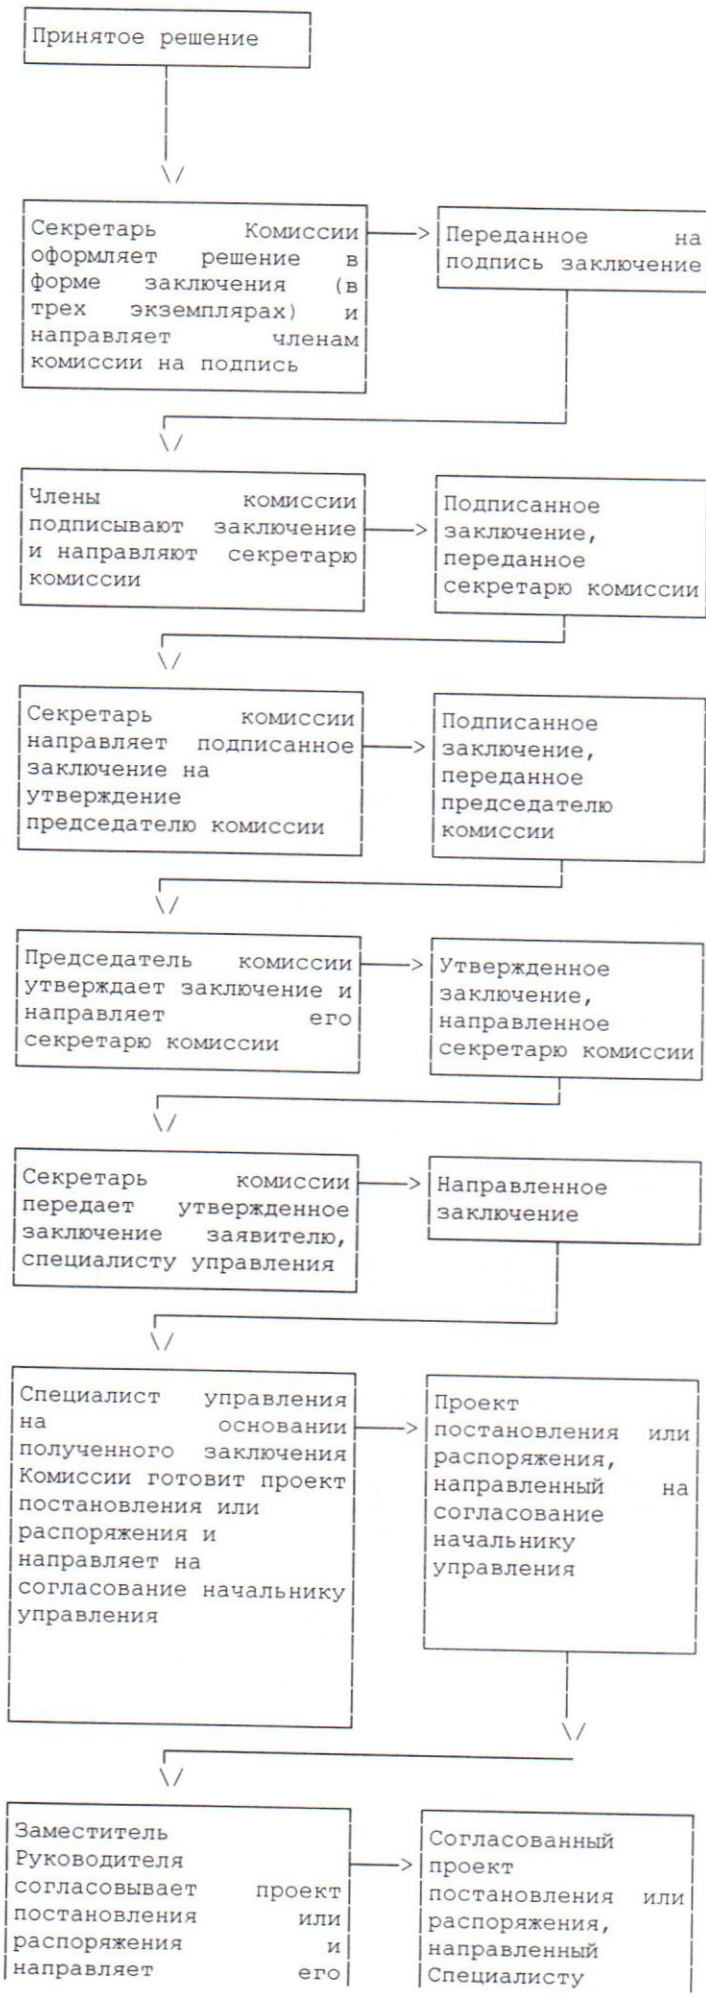 Принятое решение
Секретарь Комиссии
оформляет решение в
форме заключения (в
трех экземплярах) и
направляет членам
комиссии на подпись
Переданное на
подпись заключение
Члены комиссии
подписывают заключение
и направляют секретарю
комиссии
Подписанное
заключение,
переданное
секретарю комиссии
Секретарь комиссии
направляет подписанное
заключение на
утверждение
председателю комиссии
Подписанное
заключение,
переданное
председателю
комиссии
Председатель комиссии
утверждает заключение и
направляет его
секретарю комиссии
Утвержденное
заключение,
направленное
секретарю комиссии
Секретарь комиссии
передает утвержденное
заключение заявителю,
специалисту управления
Направленное
заключение
Специалист управления
на основании
полученного заключения
Комиссии готовит проект
постановления или
распоряжения и
направляет на
согласование начальнику
управления
Проект
постановления или
распоряжения,
направленный на
согласование
начальнику
управления
Заместитель
Руководителя
согласовывает проект
постановления или
распоряжения и
направляет его
Согласованный
проект
постановления или
распоряжения,
направленный
Специалисту